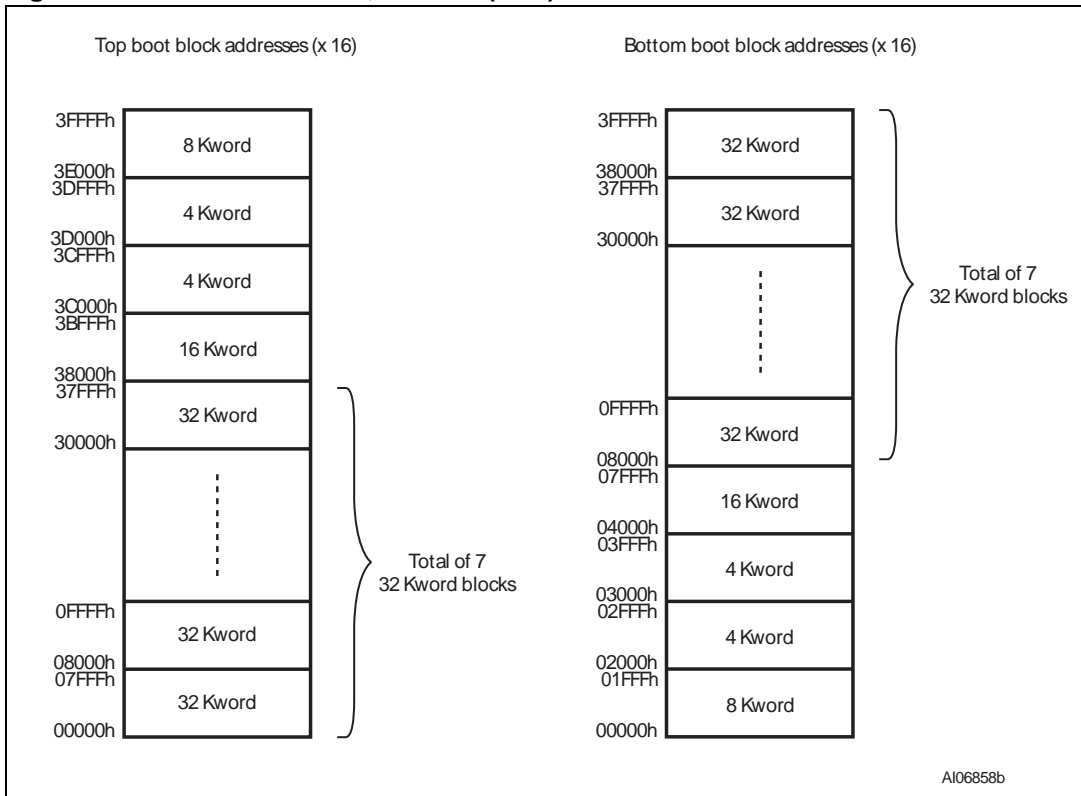 Top boot block addresses (x 16)
3FFFFh
8 Kword
3E000h
3DFFFh
4 Kword
3D000h
3CFFFh
4 Kword
3C000h
3BFFFh
16 Kword
38000h
37FFFh
32 Kword
30000h
Total of 7
32 Kword blocks
0FFFFh
32 Kword
08000h
07FFFh
32 Kword
00000h
Bottom boot block addresses (x 16)
3FFFFh
32 Kword
38000h
37FFFh
32 Kword
30000h
Total of 7
32 Kword blocks
0FFFFh
32 Kword
08000h
07FFFh
16 Kword
04000h
03FFFh
4 Kword
03000h
02FFFh
4 Kword
02000h
01FFFh
8 Kword
00000h
AI06858b